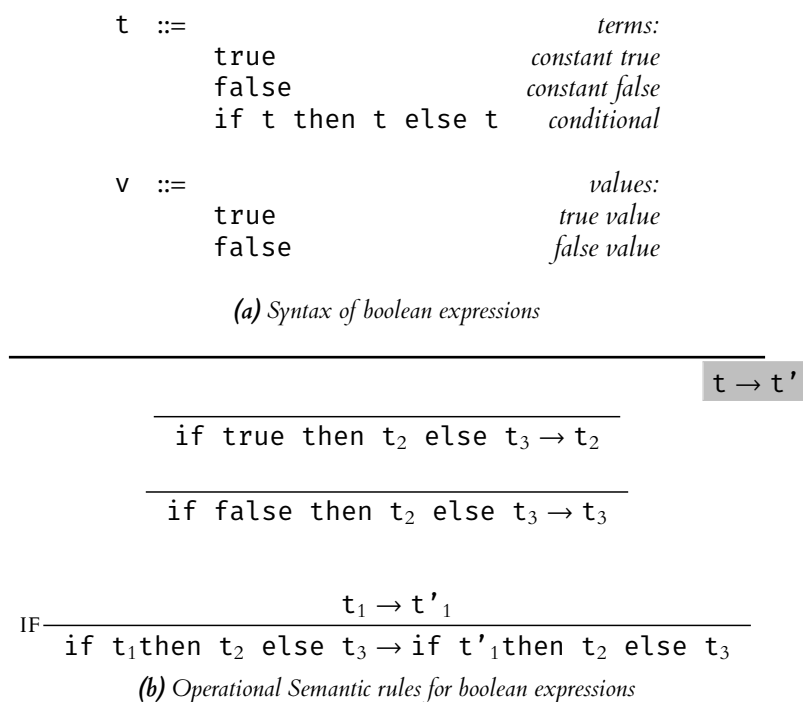 t ::= terms:
true constant true
false constant false
if t then t else t conditional
v ::= values:
true true value
false false value
(a) Syntax of boolean expressions
t → t’
if true then t₂ else t₃ → t₂
if false then t₂ else t₃ → t₃
t₁ → t’₁
IF
if t₁then t₂ else t₃ → if t’₁then t₂ else t₃
(b) Operational Semantic rules for boolean expressions